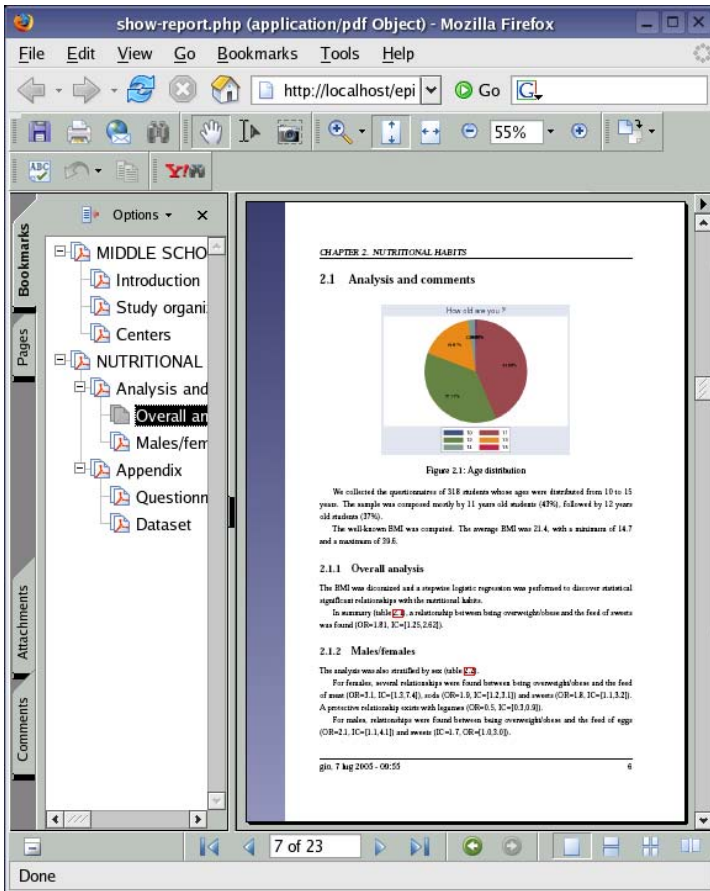 show-report.php (application/pdf Object) - Mozilla Firefox
File Edit View Go Bookmarks Tools Help
http://localhost/epi Go G
55%
ABC Y!
Bookmarks
Pages
Attachments
Comments
Options x
MIDDLE SCHO
Introduction
Study organi
Centers
NUTRITIONAL
Analysis and
Overall an
Males/fem
Appendix
Questionn
Dataset
CHAPTER 2. NUTRITIONAL HABITS
2.1 Analysis and comments
How old are you ?
10 11
12 13
14 15
Figure 2.1: Age distribution
We collected the questionnaires of 318 students whose ages were distributed from 10 to 15
years. The sample was composed mostly by 11 years old students (43%), followed by 12 years
old students (37%).
The well-known BMI was computed. The average BMI was 21.4, with a minimum of 14.7
and a maximum of 39.6.
2.1.1 Overall analysis
The BMI was dicomized and a stepwise logistic regression was performed to discover statistical
significant relationships with the nutritional habits.
In summary (table 2.1), a relationship between being overweight/obese and the feed of sweets
was found (OR=1.81, IC=[1.25,2.62]).
2.1.2 Males/females
The analysis was also stratified by sex (table 2.2).
For females, several relationships were found between being overweight/obese and the feed
of meat (OR=3.1, IC=[1.3,7.4]), soda (OR=1.9, IC=[1.2,3.1]) and sweets (OR=1.8, IC=[1.1,3.2]).
A protective relationship exists with legumes (OR=0.5, IC=[0.3,0.9]).
For males, relationships were found between being overweight/obese and the feed of eggs
(OR=2.1, IC=[1.1,4.1]) and sweets (IC=1.7, OR=[1.0,3.0]).
gio, 7 lug 2005 - 09:55 6
7 of 23
Done